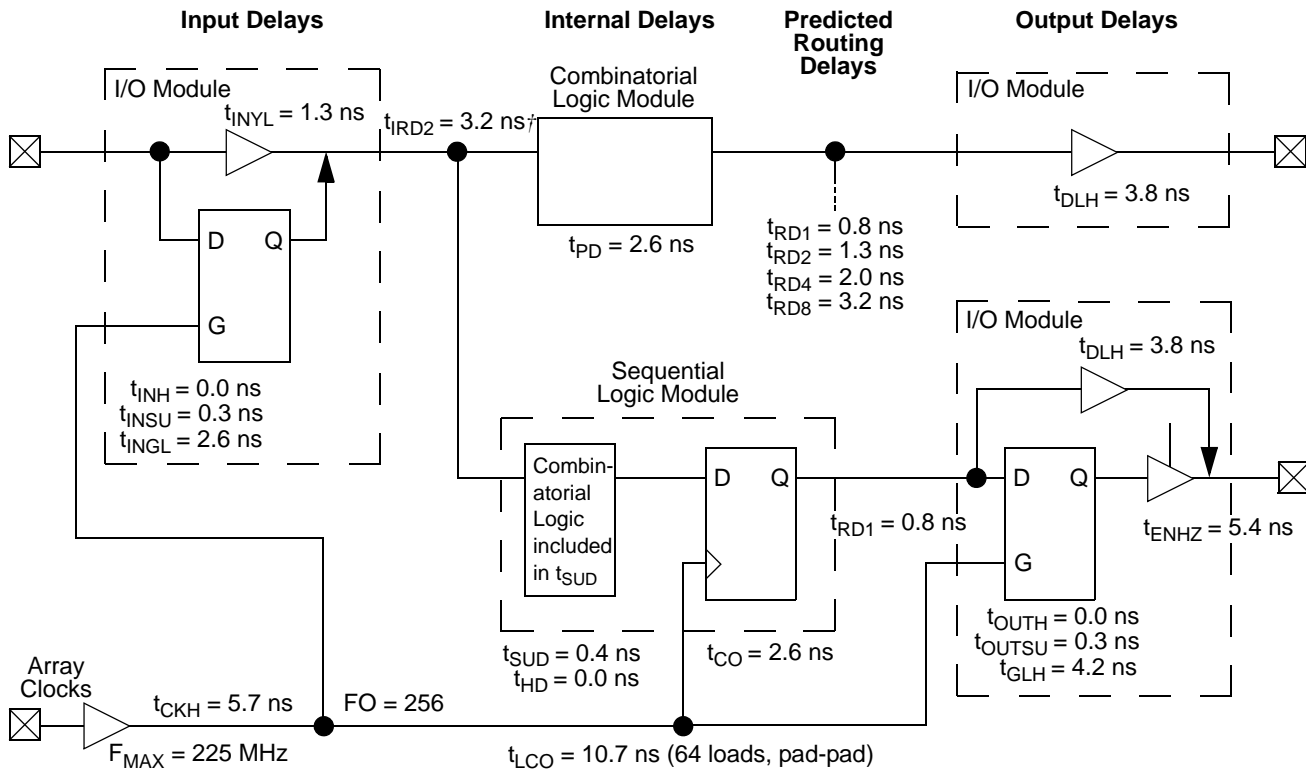 Input Delays
Internal Delays
Predicted
Routing
Delays
Output Delays
I/O Module
tINYL = 1.3 ns
tIRD2 = 3.2 ns†
Combinatorial
Logic Module
I/O Module
D Q
G
tPD = 2.6 ns
tDLH = 3.8 ns
tRD1 = 0.8 ns
tRD2 = 1.3 ns
tRD4 = 2.0 ns
tRD8 = 3.2 ns
tINH = 0.0 ns
tINSU = 0.3 ns
tINGL = 2.6 ns
Sequential
Logic Module
I/O Module
tDLH = 3.8 ns
Combin-
atorial
Logic
included
in tSUD
D Q
tRD1 = 0.8 ns
D Q
G
tENHZ = 5.4 ns
tSUD = 0.4 ns
tHD = 0.0 ns
tCO = 2.6 ns
tOUTH = 0.0 ns
tOUTSU = 0.3 ns
tGLH = 4.2 ns
Array
Clocks
tCKH = 5.7 ns
FO = 256
FMAX = 225 MHz
tLCO = 10.7 ns (64 loads, pad-pad)